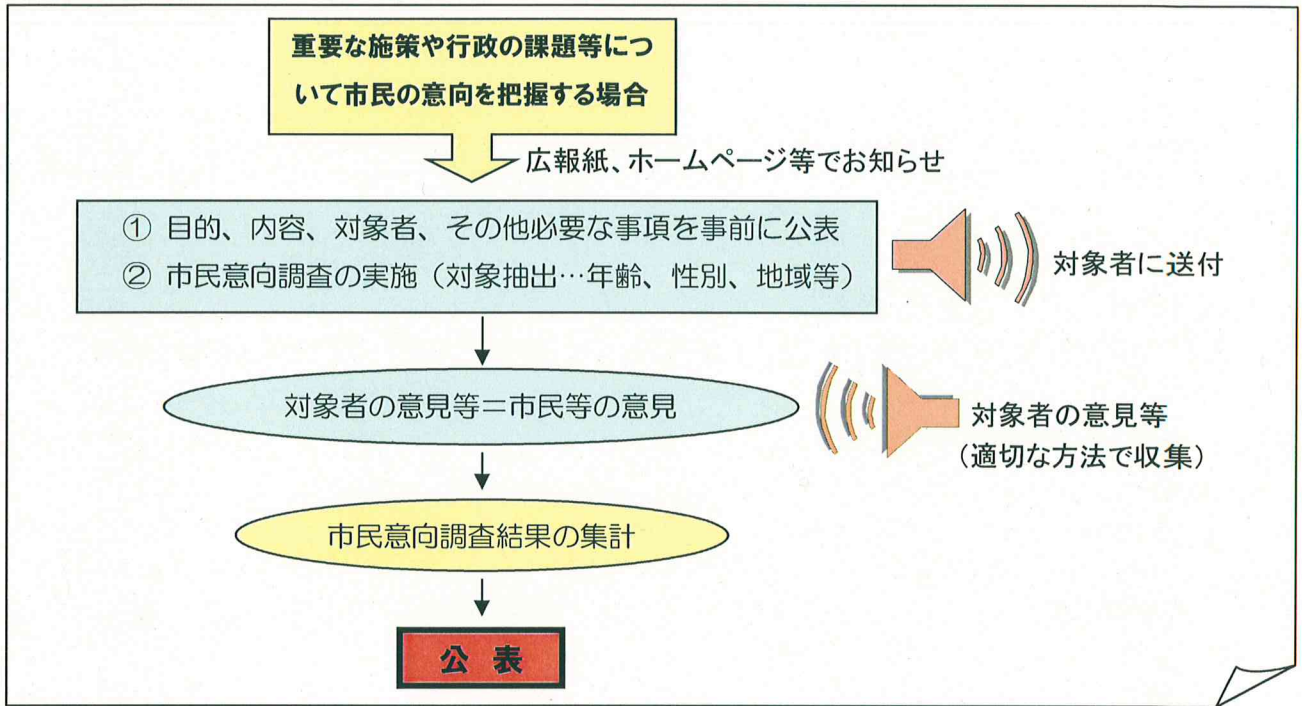 重要な施策や行政の課題等につ
いて市民の意向を把握する場合
広報紙、ホームページ等でお知らせ
① 目的、内容、対象者、その他必要な事項を事前に公表
② 市民意向調査の実施（対象抽出…年齢、性別、地域等）
対象者に送付
対象者の意見等＝市民等の意見
対象者の意見等
（適切な方法で収集）
市民意向調査結果の集計
公 表